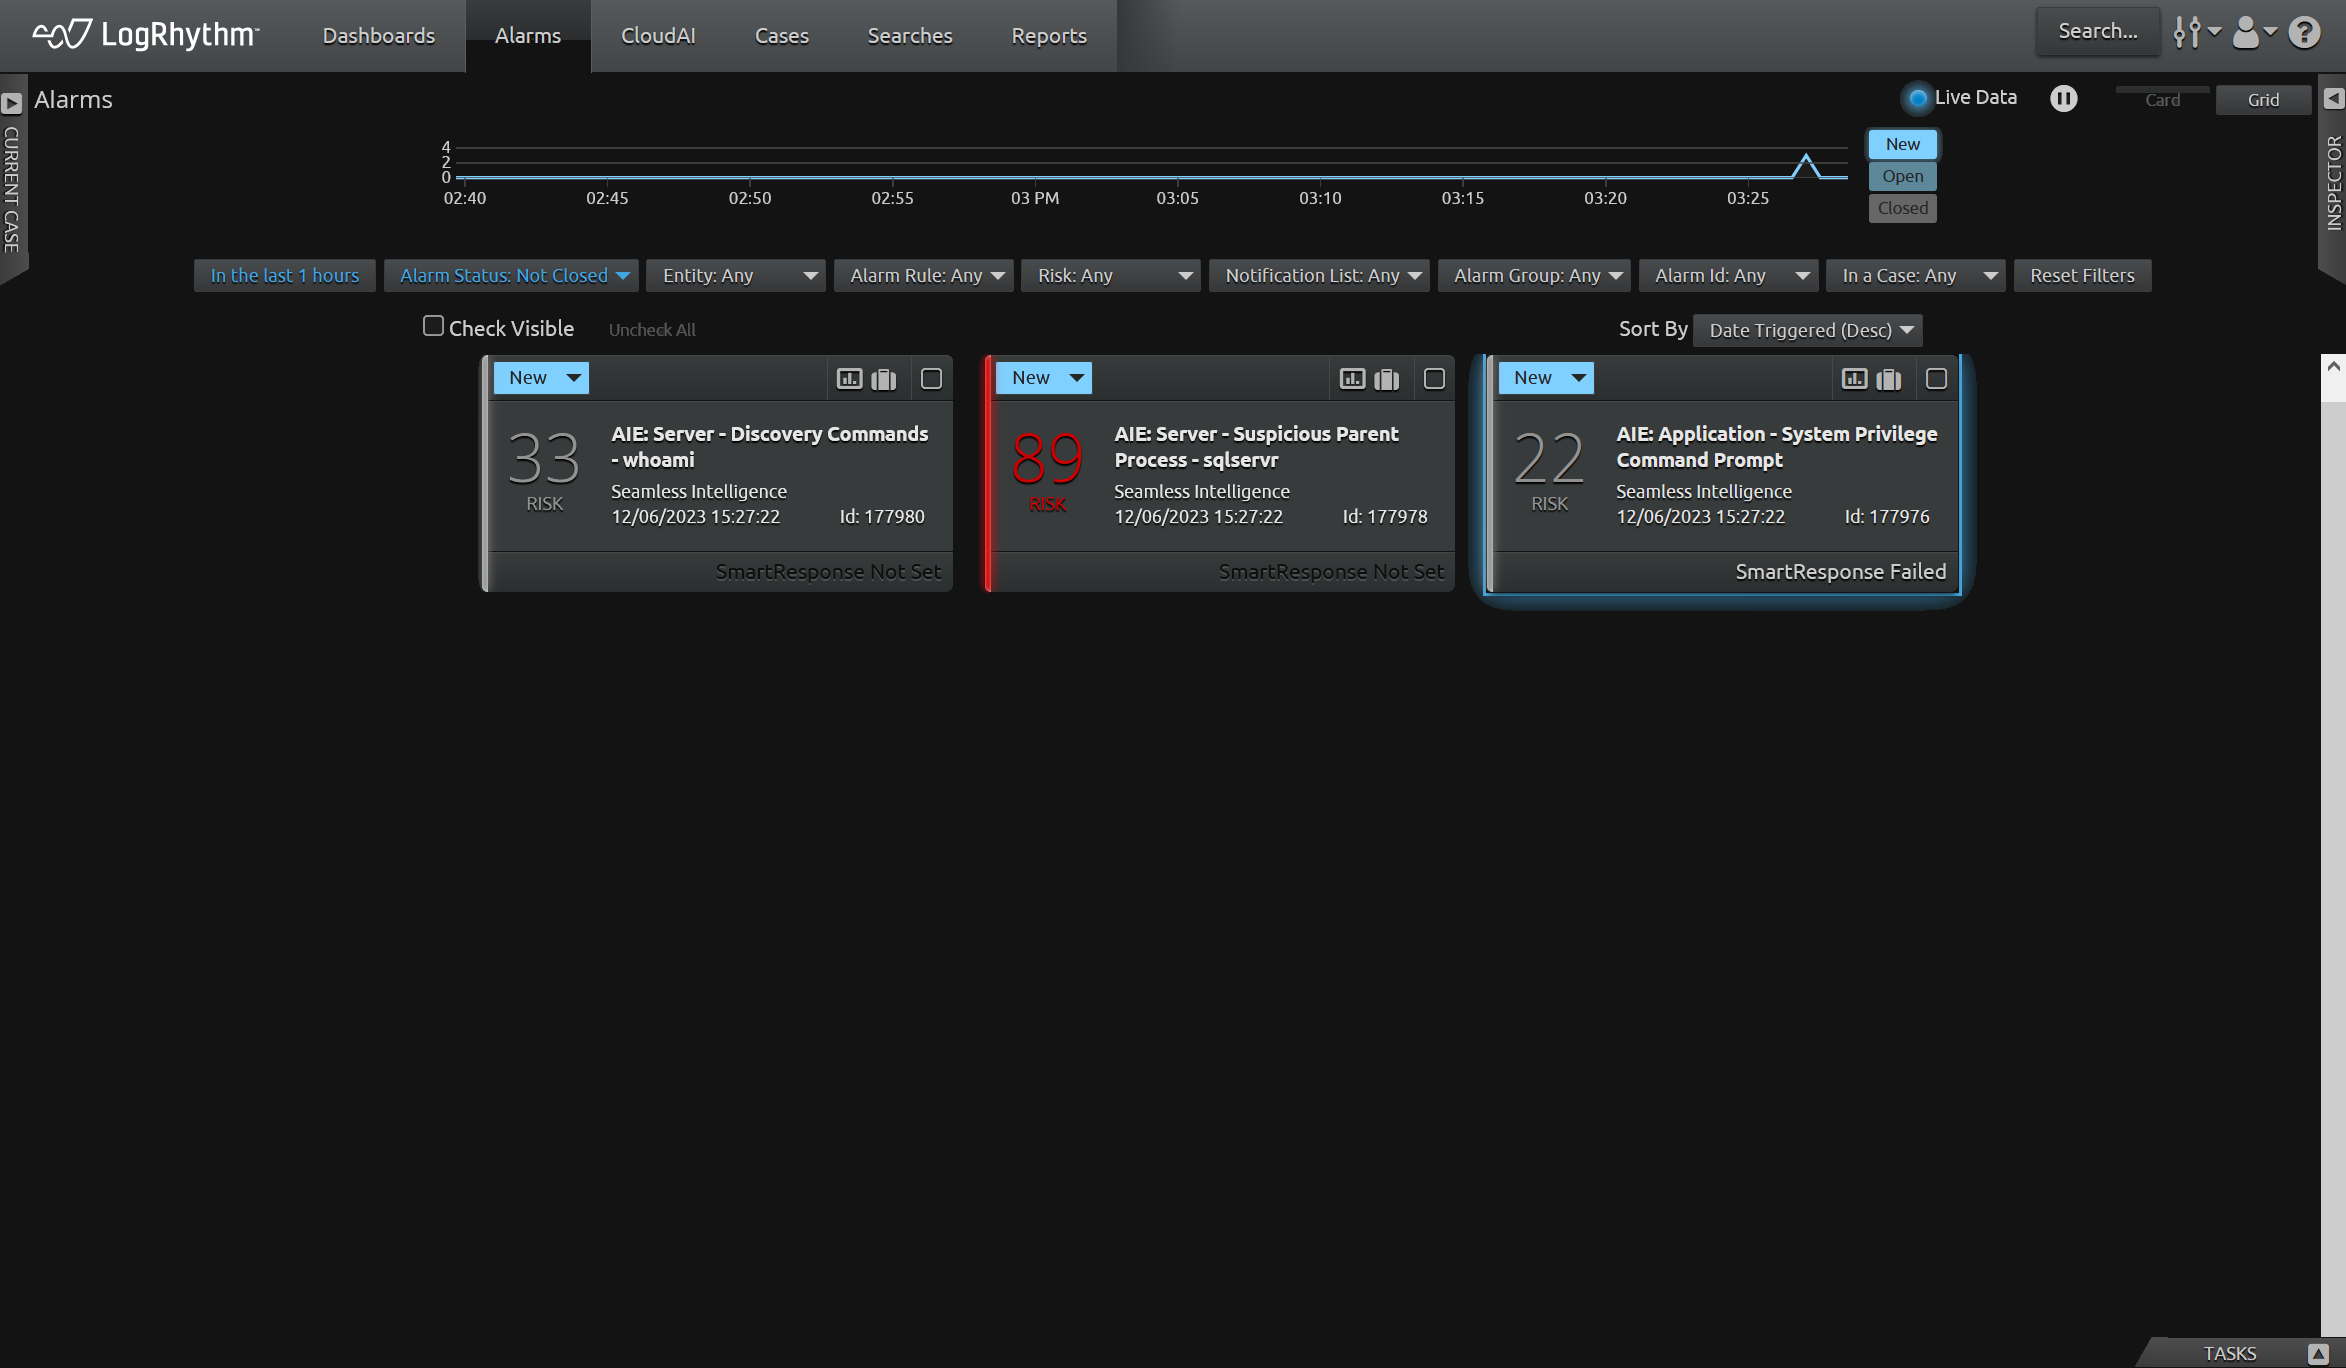 LogRhythm™
Dashboards
Alarms
CloudAI
Cases
Searches
Reports
Search...
CURRENT CASE
Alarms
Live Data
Card
Grid
INSPECTOR
4
2
0
02:40 02:45 02:50 02:55 03 PM 03:05 03:10 03:15 03:20 03:25
New
Open
Closed
In the last 1 hours
Alarm Status: Not Closed
Entity: Any
Alarm Rule: Any
Risk: Any
Notification List: Any
Alarm Group: Any
Alarm Id: Any
In a Case: Any
Reset Filters
Check Visible
Uncheck All
Sort By
Date Triggered (Desc)
New
33
RISK
AIE: Server - Discovery Commands
- whoami
Seamless Intelligence
12/06/2023 15:27:22 Id: 177980
SmartResponse Not Set
New
89
RISK
AIE: Server - Suspicious Parent
Process - sqlservr
Seamless Intelligence
12/06/2023 15:27:22 Id: 177978
SmartResponse Not Set
New
22
RISK
AIE: Application - System Privilege
Command Prompt
Seamless Intelligence
12/06/2023 15:27:22 Id: 177976
SmartResponse Failed
TASKS